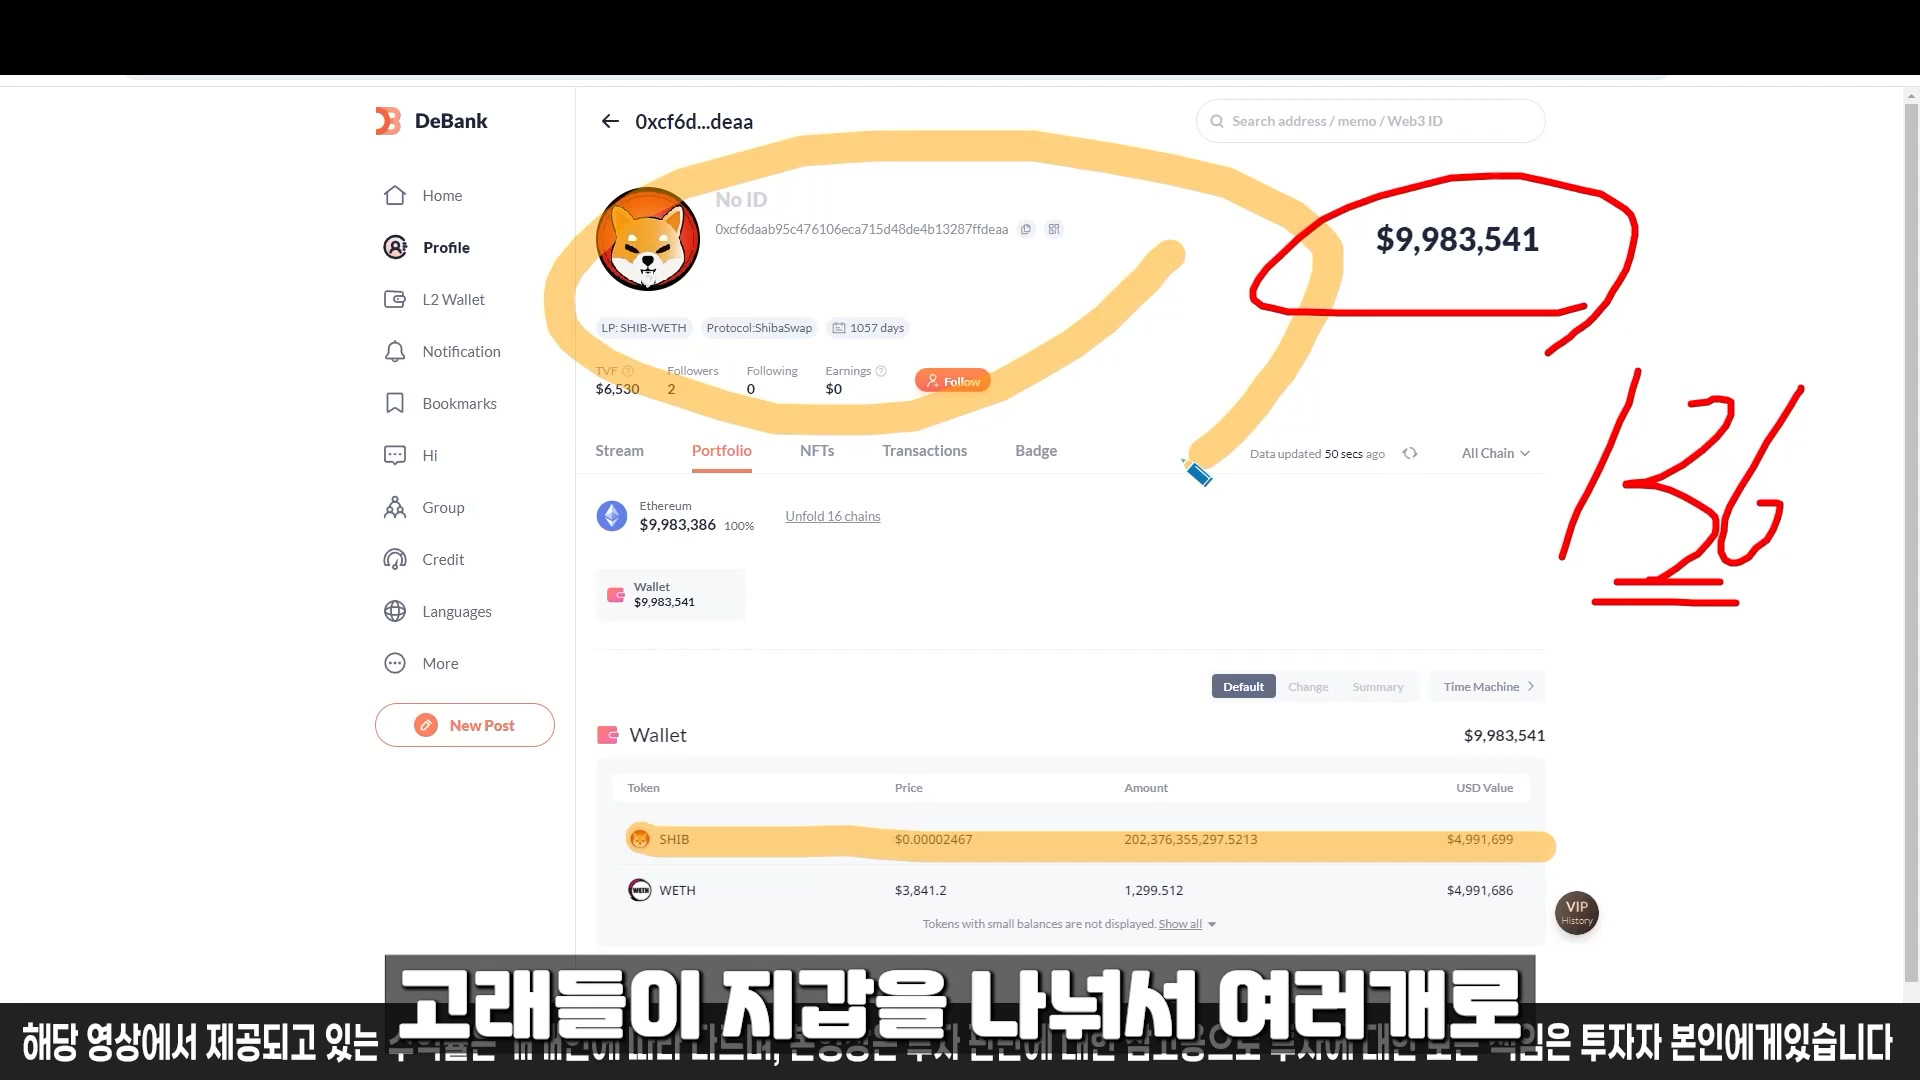 DeBank
0xcf6d...deaa
Search address / memo / Web3 ID
Home
Profile
L2 Wallet
Notification
Bookmarks
Hi
Group
Credit
Languages
More
New Post
No ID
0xcf6daab95c476106eca715d48de4b13287ffdeaa
$9,983,541
LP: SHIB-WETH Protocol:ShibaSwap 1057 days
TVF Followers Following Earnings
$6,530 2 0 $0 Follow
136
Stream Portfolio NFTs Transactions Badge
Data updated 50 secs ago All Chain
Ethereum
$9,983,386 100% Unfold 16 chains
Wallet
$9,983,541
Default Change Summary Time Machine
Wallet $9,983,541
Token Price Amount USD Value
SHIB $0.00002467 202,376,355,297.5213 $4,991,699
WETH WETH $3,841.2 1,299.512 $4,991,686
Tokens with small balances are not displayed. Show all
VIP
History
고래들이 지갑을 나눠서 여러개로
해당 영상에서 제공되고 있는 투자자 본인에게있습니다